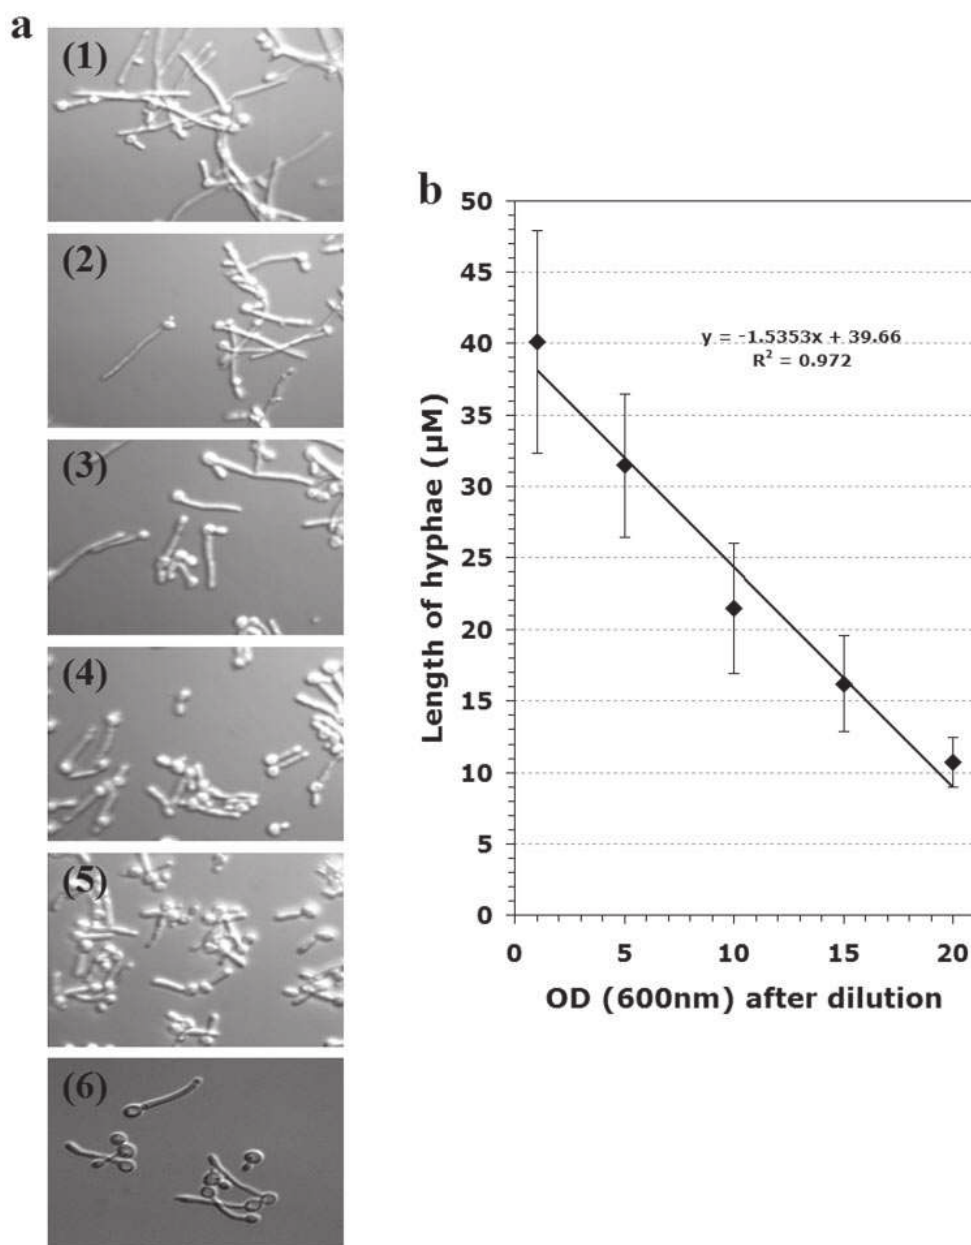 a
(1)
(2)
(3)
(4)
(5)
(6)
b
50
45
40
35
30
25
20
15
10
5
0
y = -1.5353x + 39.66
R² = 0.972
Length of hyphae (µM)
0 5 10 15 20
OD (600nm) after dilution